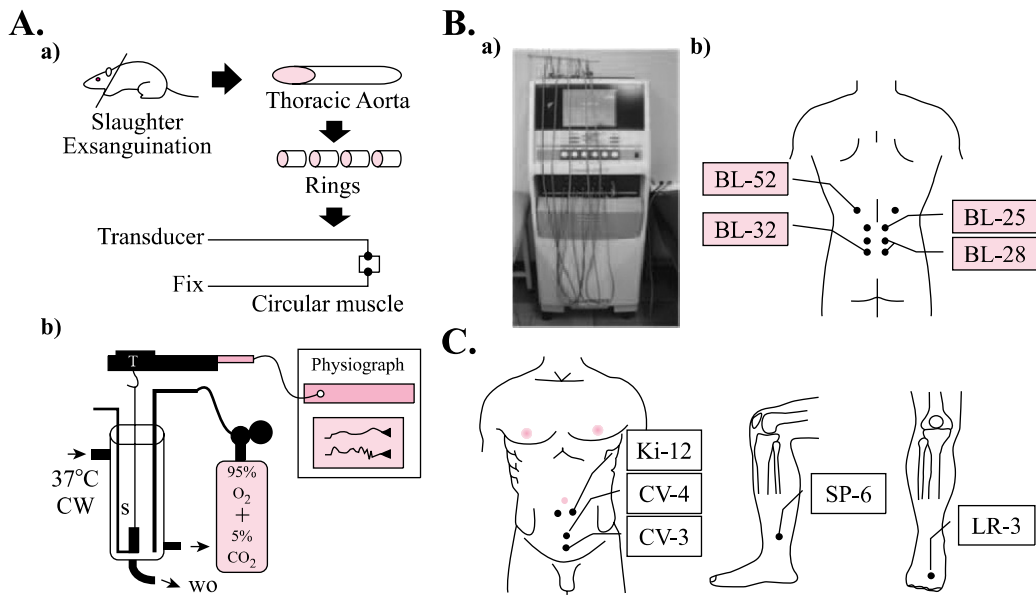 A.
a)
Slaughter
Exsanguination
Thoracic Aorta
Rings
Transducer
Fix
Circular muscle
b)
T
Physiograph
37°C
CW
S
95%
O₂
+
5%
CO₂
wo
B.
a)
b)
BL-52
BL-32
BL-25
BL-28
C.
Ki-12
CV-4
CV-3
SP-6
LR-3